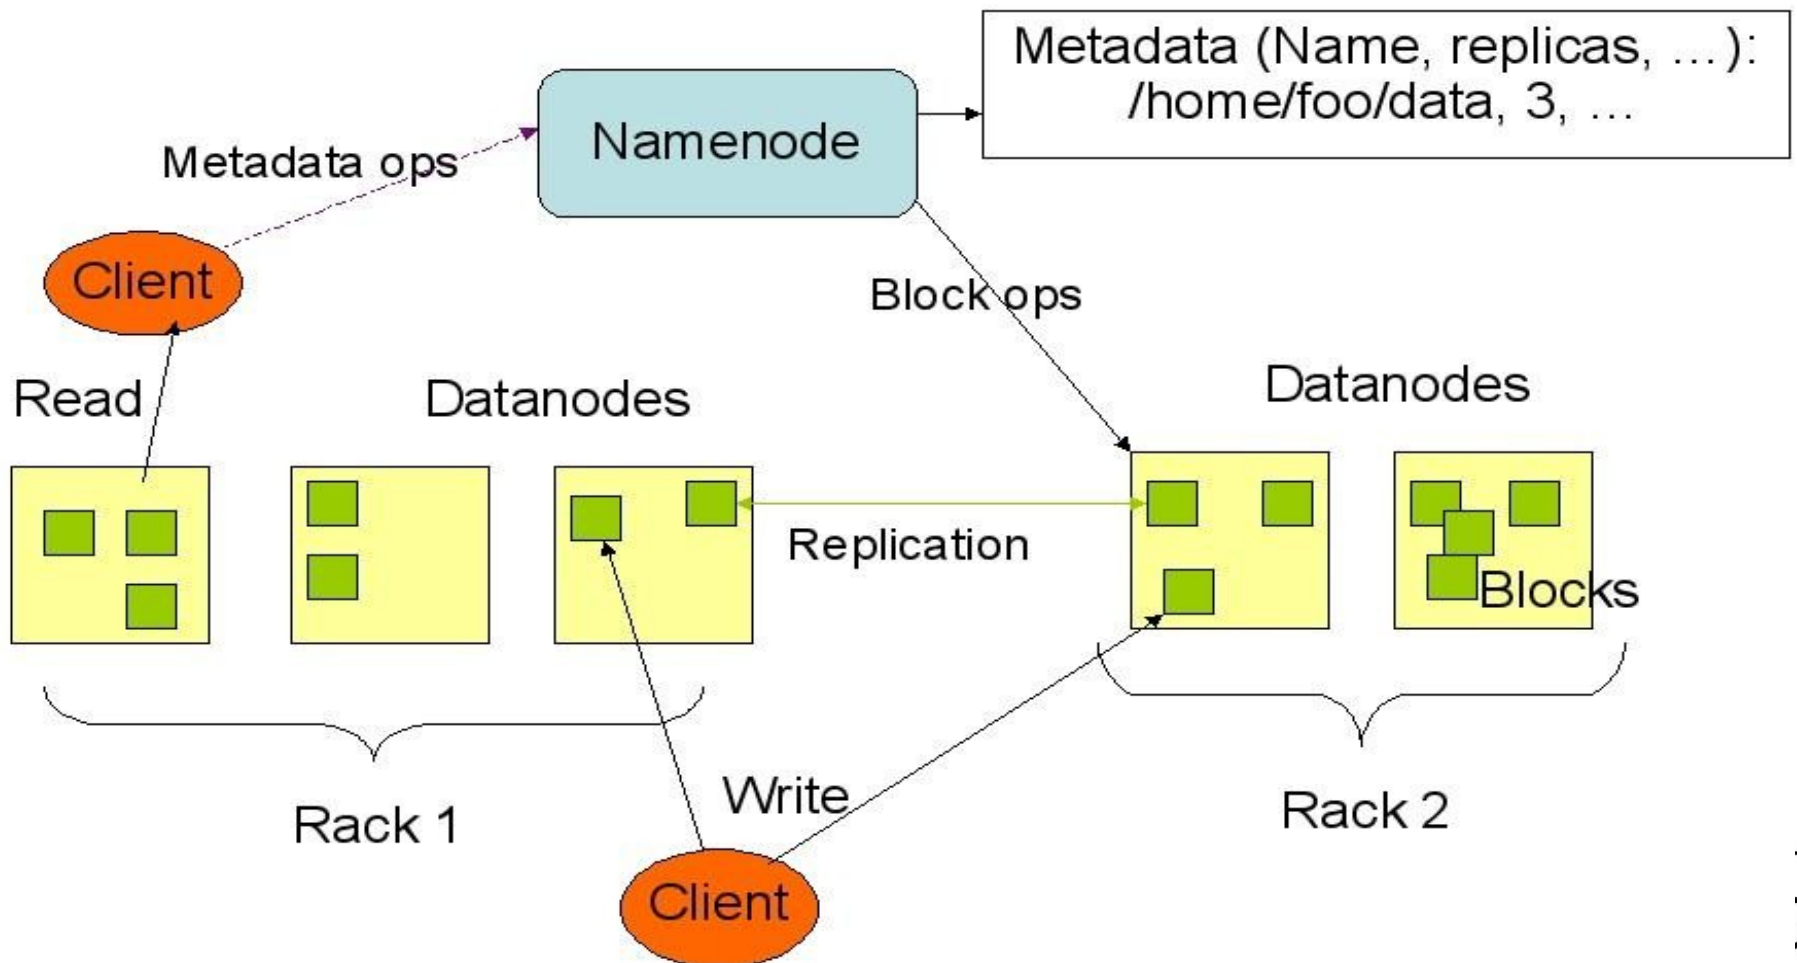 Metadata (Name, replicas, …):
/home/foo/data, 3, …
Namenode
Metadata ops
Client
Block ops
Read
Datanodes
Datanodes
Replication
Blocks
Rack 1
Write
Rack 2
Client